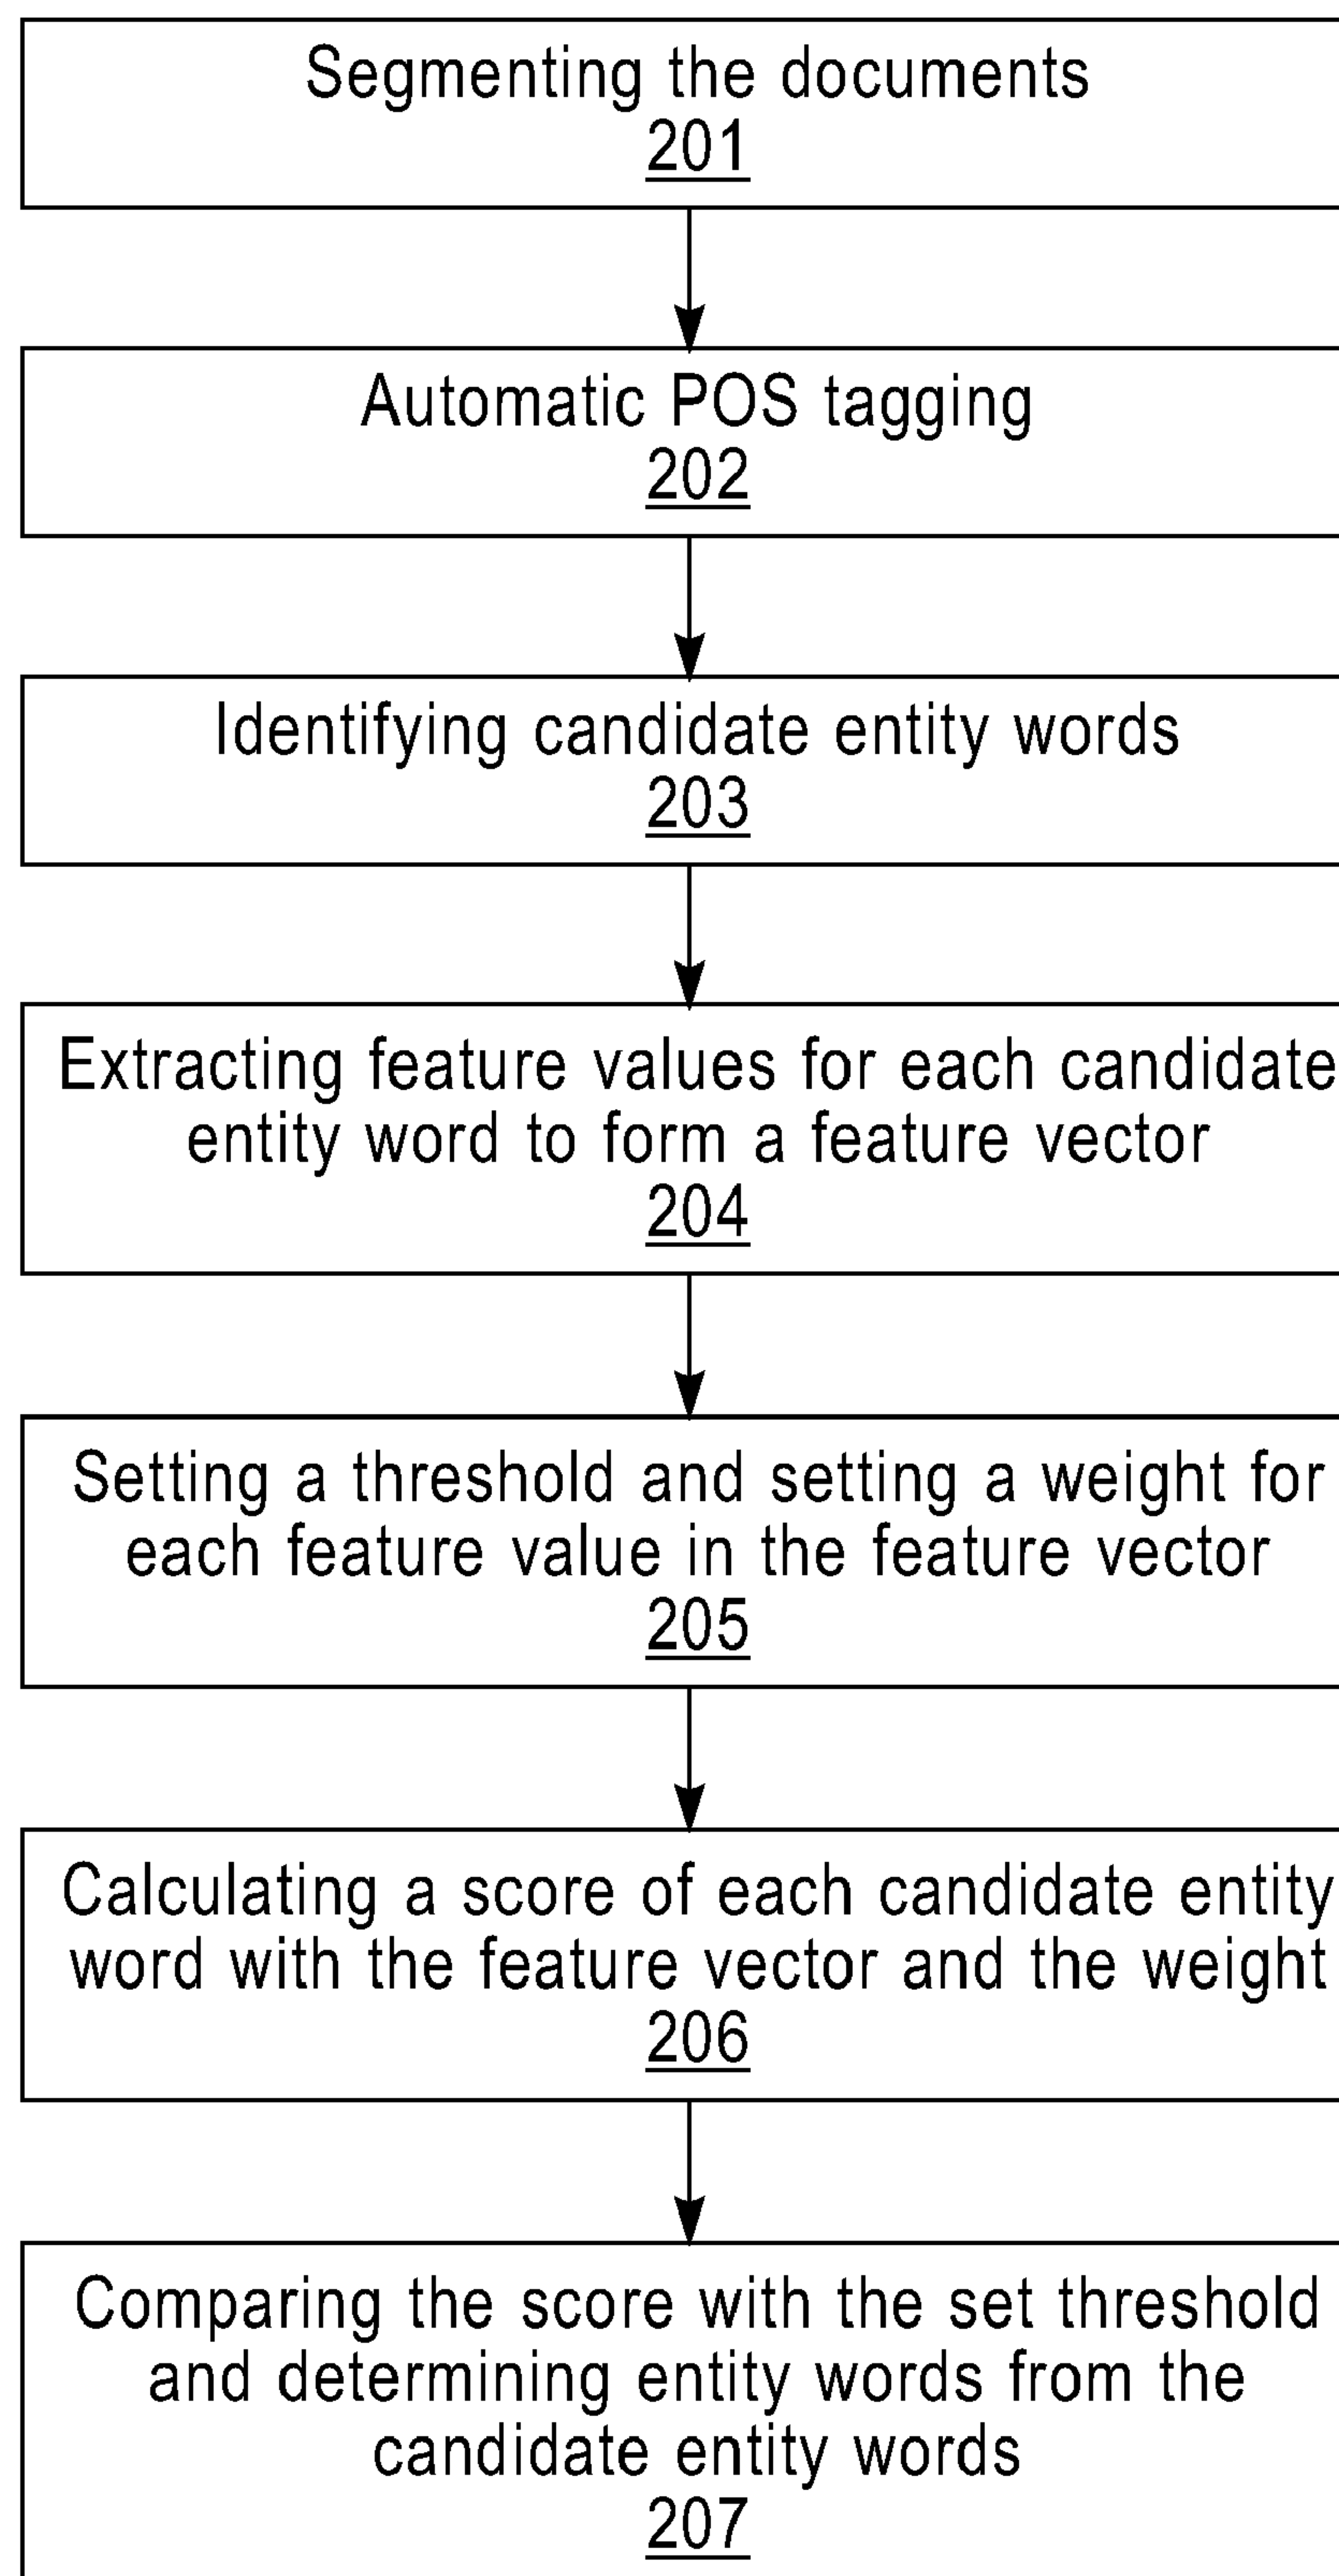 Segmenting the documents
201
Automatic POS tagging
202
Identifying candidate entity words
203
Extracting feature values for each candidate
entity word to form a feature vector
204
Setting a threshold and setting a weight for
each feature value in the feature vector
205
Calculating a score of each candidate entity
word with the feature vector and the weight
206
Comparing the score with the set threshold
and determining entity words from the
candidate entity words
207